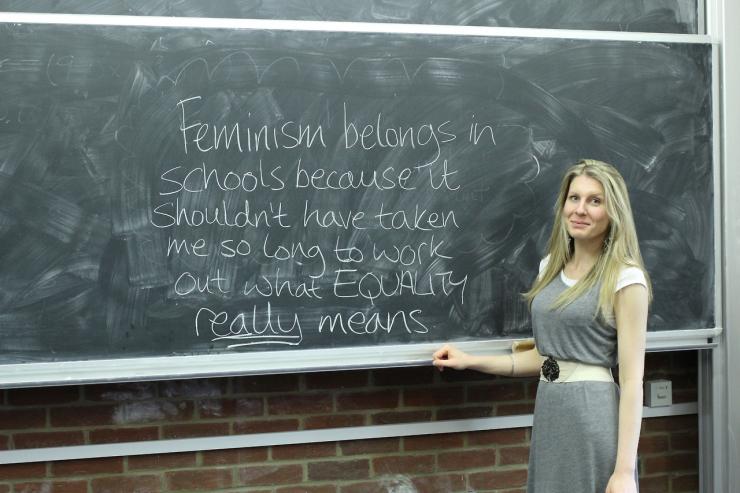 Feminism belongs in
schools because it
shouldn't have taken
me so long to work
out what EQUALITY
really means